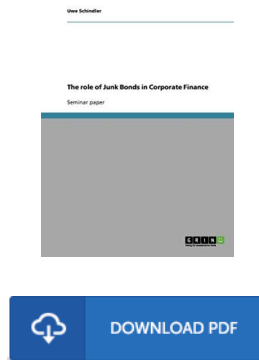 Uwe Schindler
The role of Junk Bonds in Corporate Finance
Seminar paper
GRIN
DOWNLOAD PDF